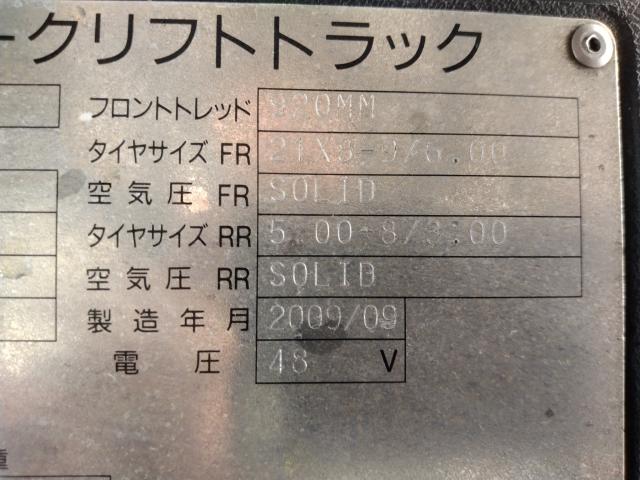 ークリフトトラック
フロントトレッド 920MM
タイヤサイズ FR 21X8-9/6.00
空気圧 FR SOLID
タイヤサイズ RR 5.00-8/3.00
空気圧 RR SOLID
製造年月 2009/09
電圧 48 V